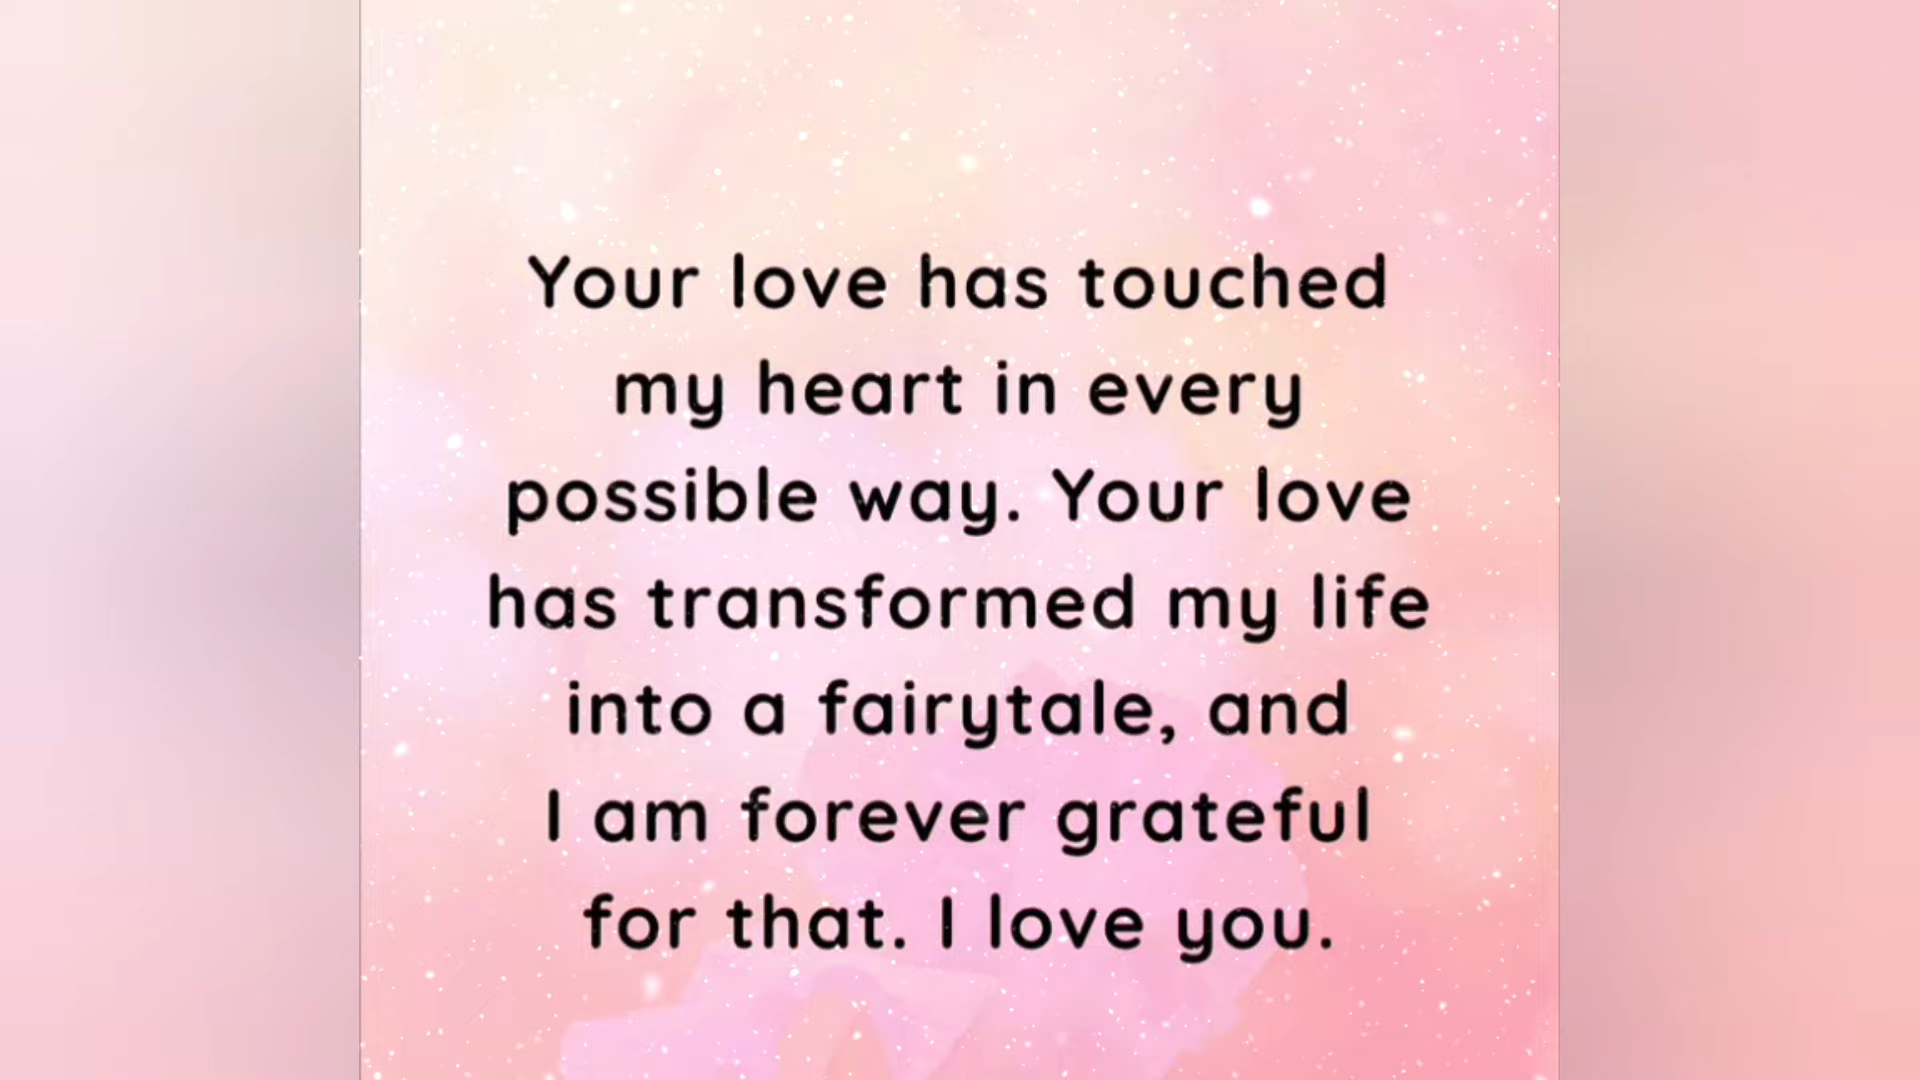 Your love has touched
my heart in every
possible way. Your love
has transformed my life
into a fairytale, and
I am forever grateful
for that. I love you.